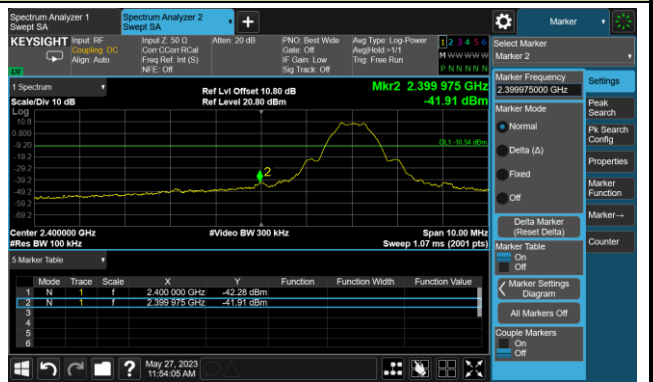 Spectrum Analyzer 1
Swept SA
Spectrum Analyzer 2
Swept SA
Marker
KEYSIGHT
Input: RF
Coupling: DC
Align: Auto
Input Z: 50 Ω
Corr CCorr RCal
Freq Ref: Int (S)
NFE: Off
Atten: 20 dB
PNO: Best Wide
Gate: Off
IF Gain: Low
Sig Track: Off
Avg Type: Log-Power
Avg|Hold:>1/1
Trig: Free Run
1 2 3 4 5 6
M W W W W W
P N N N N N
Select Marker
Marker 2
1 Spectrum
Scale/Div 10 dB
Log
Ref Lvl Offset 10.80 dB
Ref Level 20.80 dBm
Mkr2 2.399 975 GHz
-41.91 dBm
10.8
0.800
-9.20
-19.2
-29.2
-39.2
-49.2
-59.2
-69.2
DL1 -10.54 dBm
2
Center 2.400000 GHz
#Res BW 100 kHz
#Video BW 300 kHz
Span 10.00 MHz
Sweep 1.07 ms (2001 pts)
5 Marker Table
Mode Trace Scale X Y Function Function Width Function Value
1 N 1 f 2.400 000 GHz -42.28 dBm
2 N 1 f 2.399 975 GHz -41.91 dBm
3
4
5
6
Marker Frequency
2.399975000 GHz
Marker Mode
Normal
Delta (Δ)
Fixed
Off
Delta Marker
(Reset Delta)
Marker Table
On
Off
Marker Settings
Diagram
All Markers Off
Couple Markers
On
Off
Settings
Peak
Search
Pk Search
Config
Properties
Marker
Function
Marker→
Counter
May 27, 2023
11:54:05 AM